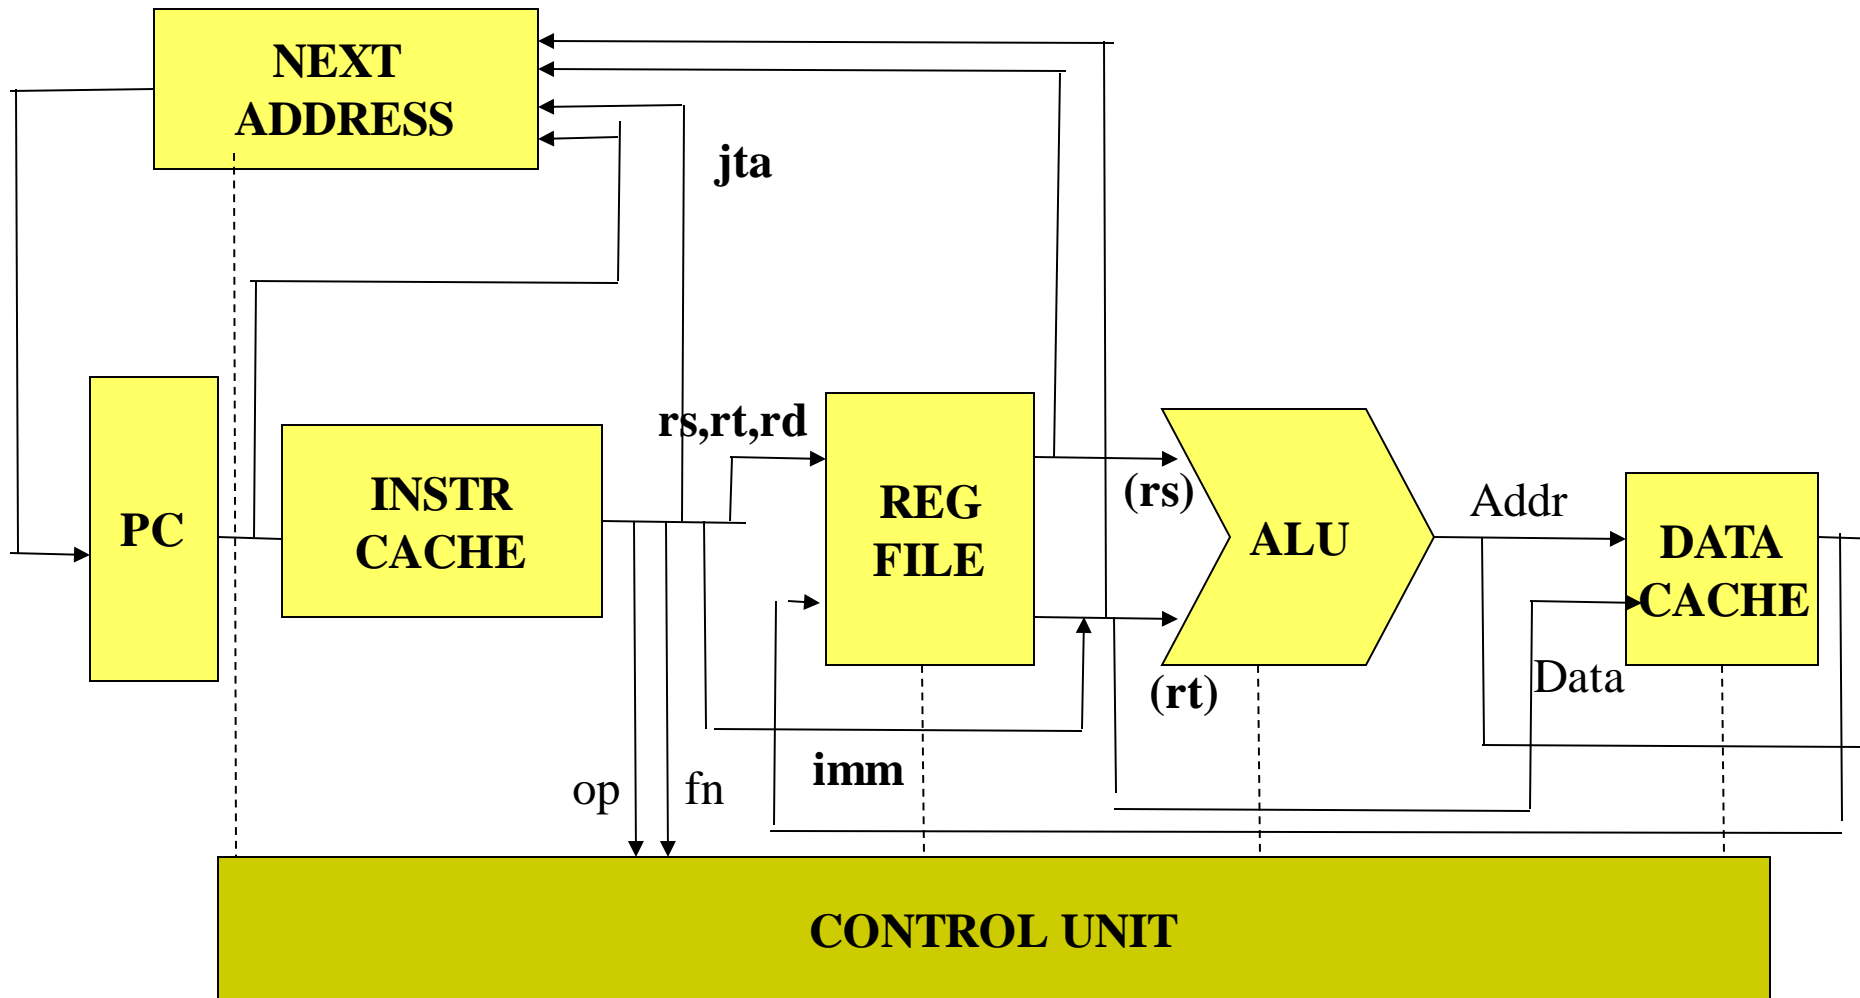 NEXT
ADDRESS
jta
rs,rt,rd
PC
INSTR
CACHE
REG
FILE
(rs)
ALU
Addr
DATA
CACHE
(rt)
Data
imm
op
fn
CONTROL UNIT